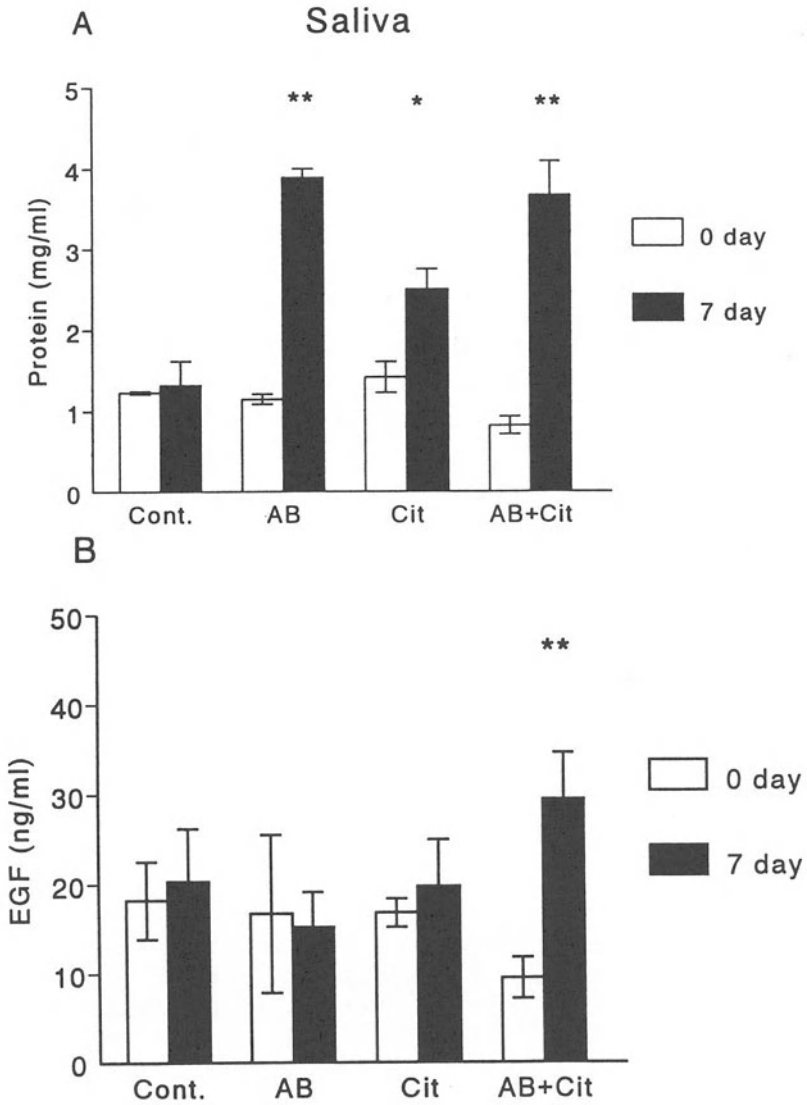 A Saliva
5
4
3
2
1
0
Protein (mg/ml)
** * **
0 day
7 day
Cont. AB Cit AB+Cit
B
50
40
30
20
10
0
EGF (ng/ml)
**
0 day
7 day
Cont. AB Cit AB+Cit